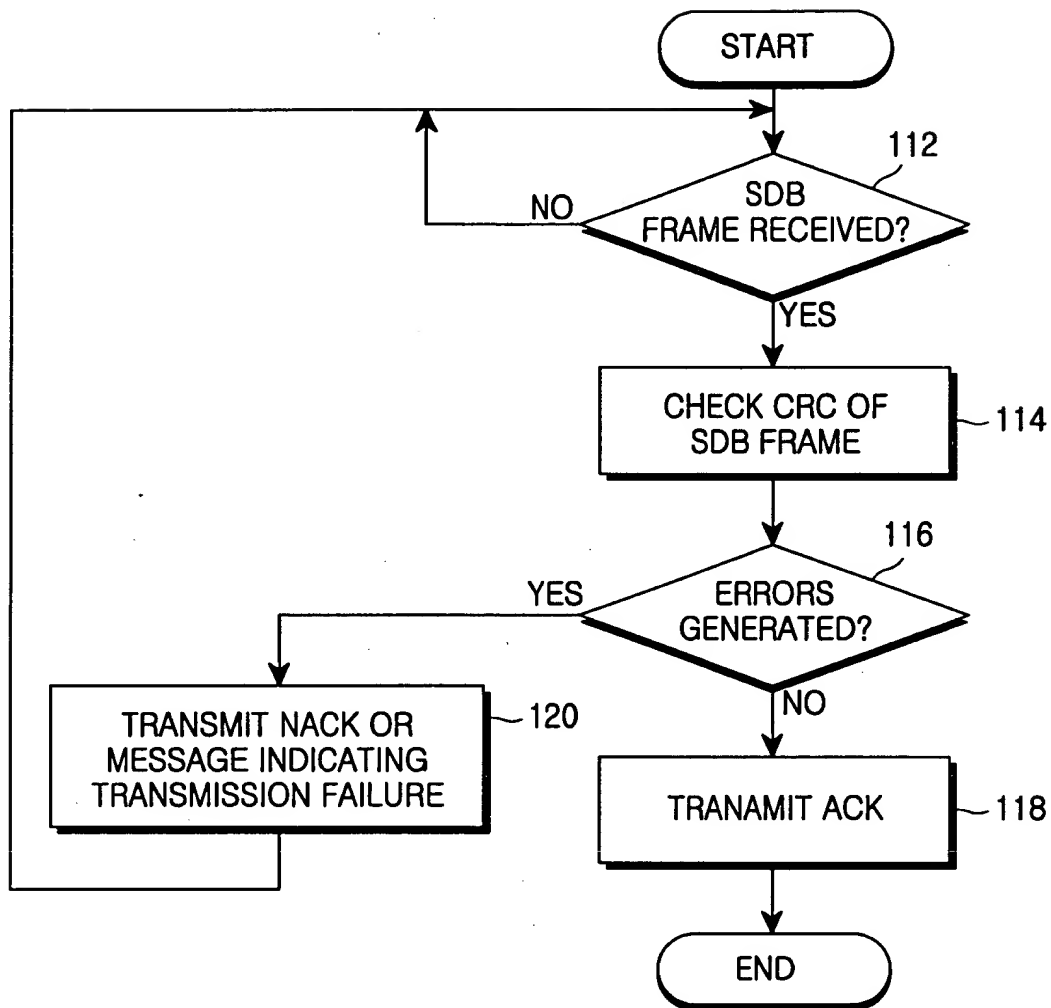 START
112
SDB
FRAME RECEIVED?
NO
YES
CHECK CRC OF
SDB FRAME
114
116
ERRORS
GENERATED?
YES
NO
TRANSMIT NACK OR
MESSAGE INDICATING
TRANSMISSION FAILURE
120
TRANAMIT ACK
118
END